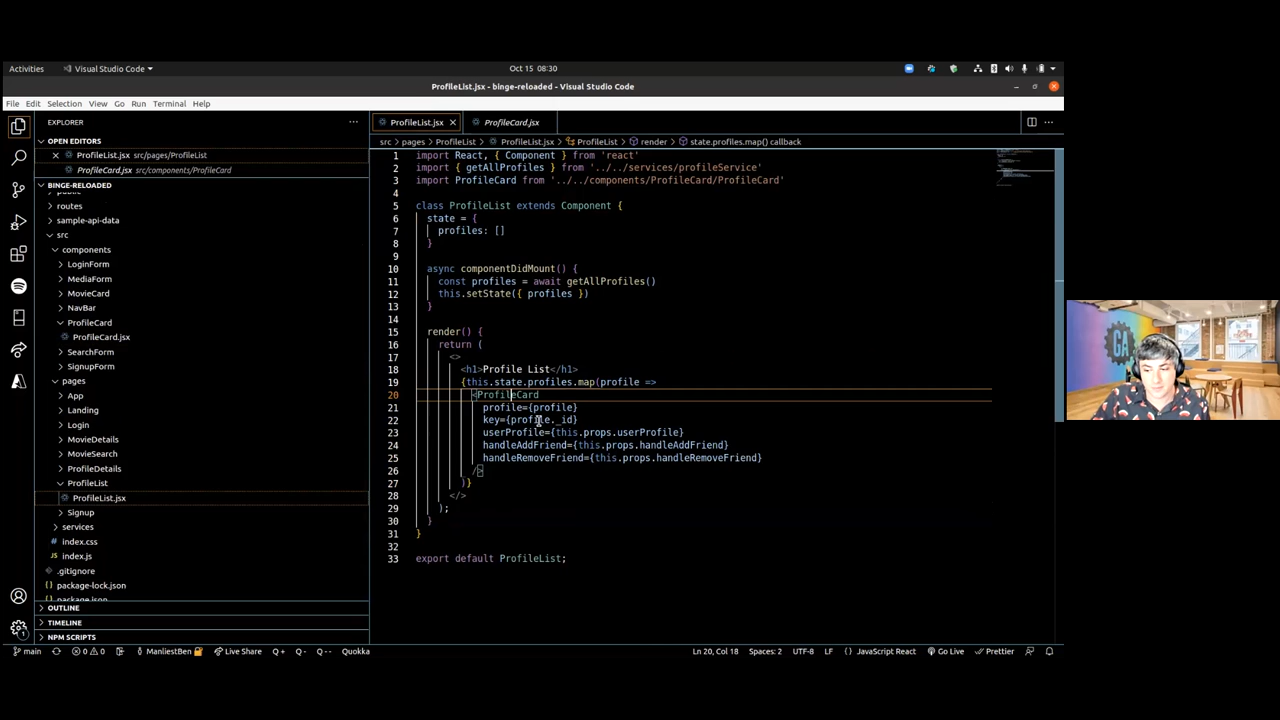 Activities
Visual Studio Code
Oct 15 08:30
ProfileList.jsx - binge-reloaded - Visual Studio Code
File Edit Selection View Go Run Terminal Help
EXPLORER
OPEN EDITORS
ProfileList.jsx src/pages/ProfileList
ProfileCard.jsx src/components/ProfileCard
BINGE-RELOADED
public
routes
sample-api-data
src
components
LoginForm
MediaForm
MovieCard
NavBar
ProfileCard
ProfileCard.jsx
SearchForm
SignupForm
pages
App
Landing
Login
MovieDetails
MovieSearch
ProfileDetails
ProfileList
ProfileList.jsx
Signup
services
index.css
index.js
.gitignore
package-lock.json
package.json
OUTLINE
TIMELINE
NPM SCRIPTS
ProfileList.jsx
ProfileCard.jsx
src > pages > ProfileList > ProfileList.jsx > ProfileList > render > state.profiles.map() callback
1 import React, { Component } from 'react'
2 import { getAllProfiles } from '../../services/profileService'
3 import ProfileCard from '../../components/ProfileCard/ProfileCard'
4
5 class ProfileList extends Component {
6 state = {
7 profiles: []
8 }
9
10 async componentDidMount() {
11 const profiles = await getAllProfiles()
12 this.setState({ profiles })
13 }
14
15 render() {
16 return (
17 <>
18 <h1>Profile List</h1>
19 {this.state.profiles.map(profile =>
20 <ProfileCard
21 profile={profile}
22 key={profile._id}
23 userProfile={this.props.userProfile}
24 handleAddFriend={this.props.handleAddFriend}
25 handleRemoveFriend={this.props.handleRemoveFriend}
26 />
27 )}
28 </>
29 );
30 }
31 }
32
33 export default ProfileList;
main
0 0
ManliestBen
Live Share
Q +
Q -
Q --
Quokka
Ln 20, Col 18
Spaces: 2
UTF-8
LF
JavaScript React
Go Live
Prettier
GA
1